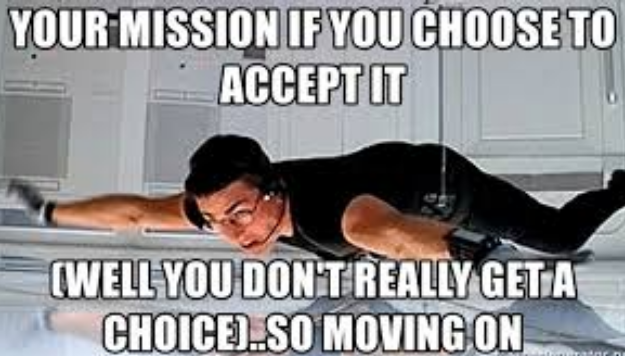 YOUR MISSION IF YOU CHOOSE TO
ACCEPT IT
(WELL YOU DON'T REALLY GET A
CHOICE)..SO MOVING ON